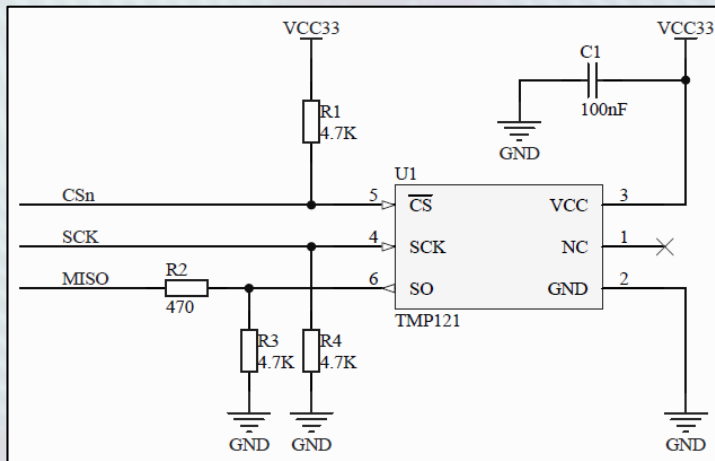 VCC33
VCC33
C1
100nF
GND
R1
4.7K
U1
CSn
5
CS
VCC
3
SCK
4
SCK
NC
1
MISO
R2
470
6
SO
GND
2
TMP121
R3
4.7K
R4
4.7K
GND
GND
GND